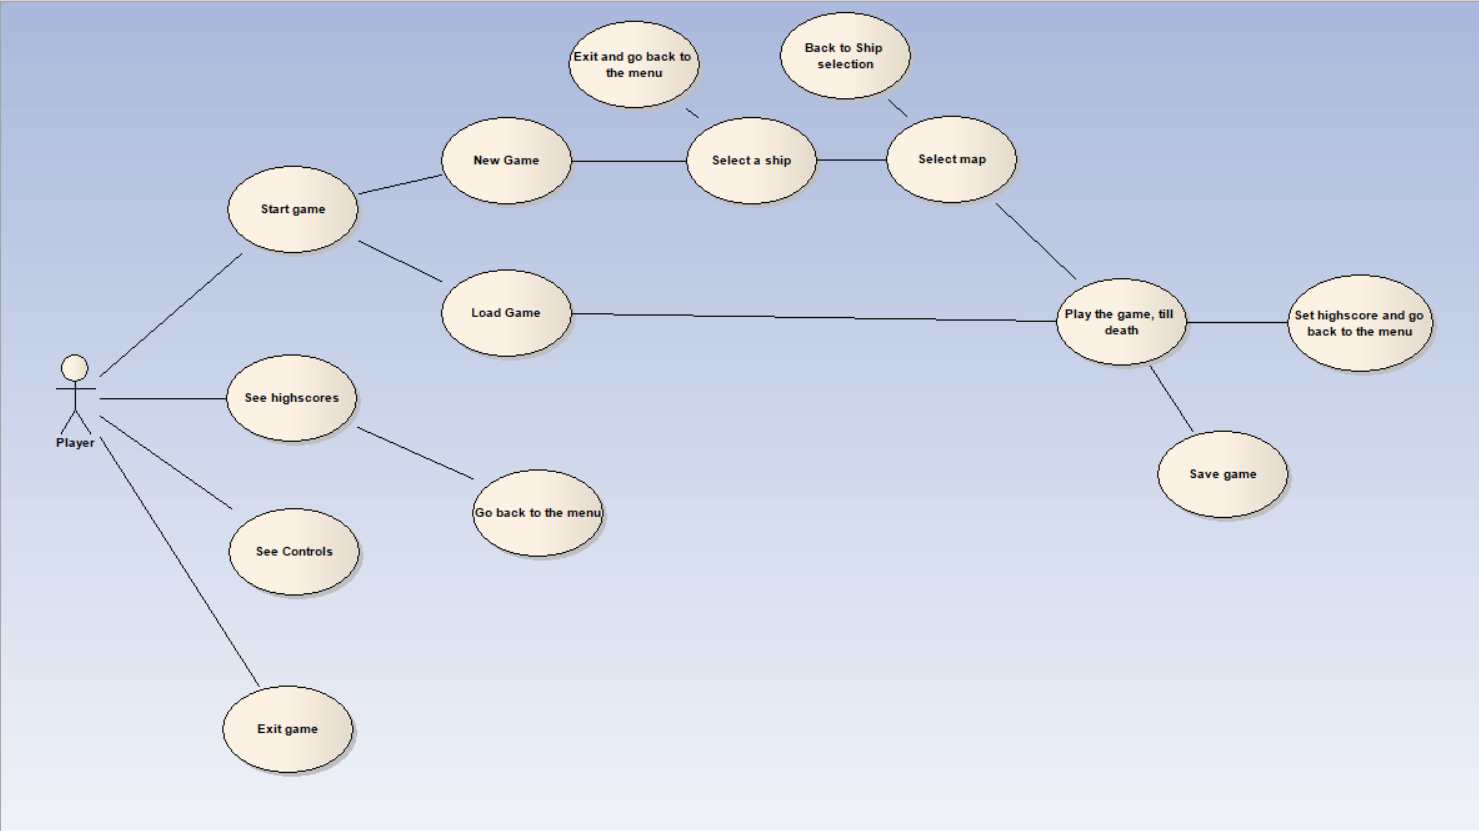 Exit and go back to
the menu
Back to Ship
selection
New Game
Select a ship
Select map
Start game
Load Game
Play the game, till
death
Set highscore and go
back to the menu
See highscores
Player
Save game
Go back to the menu
See Controls
Exit game